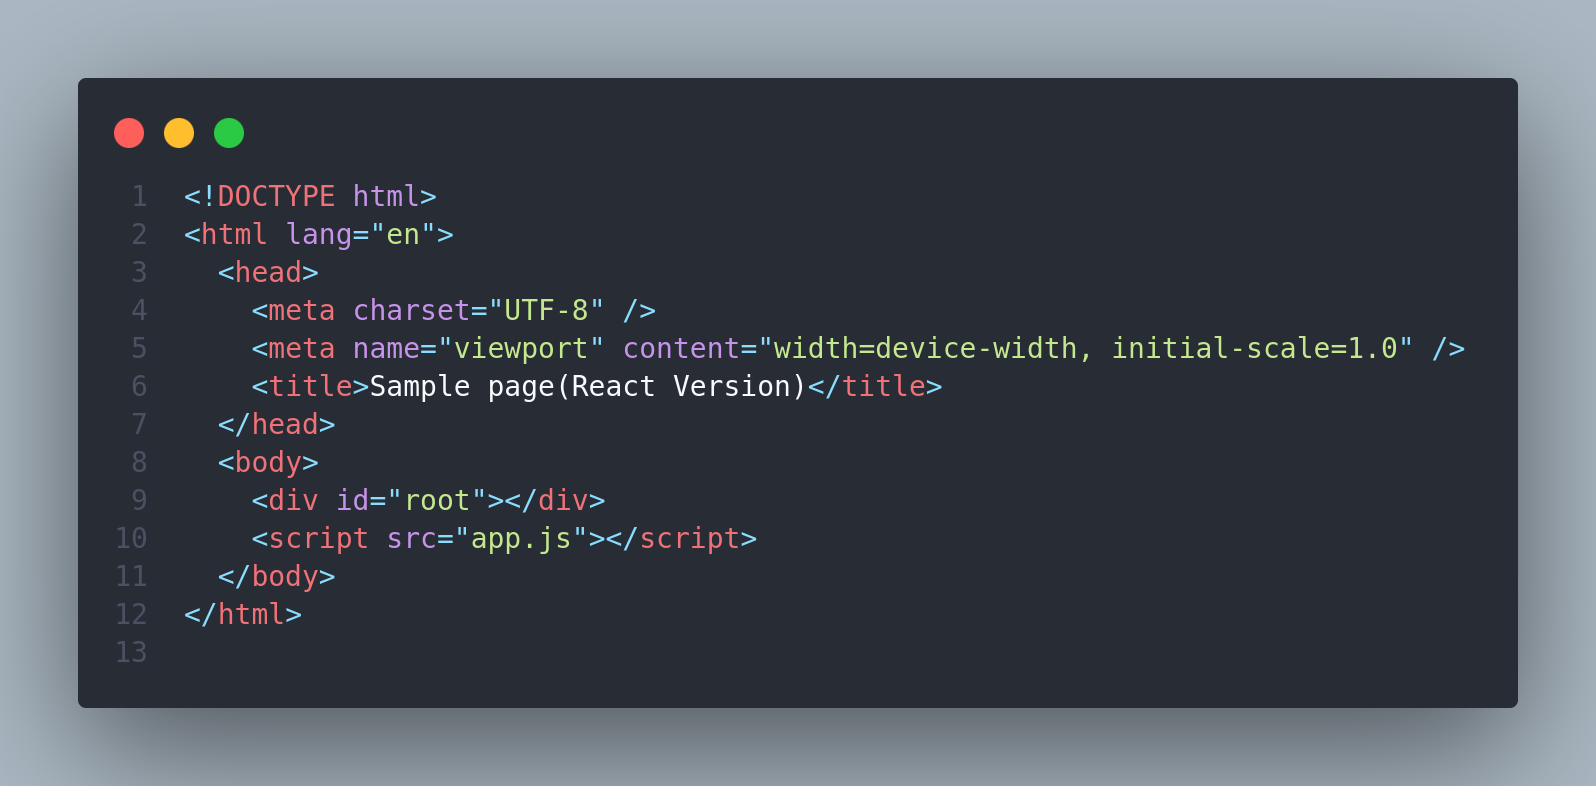 1 <!DOCTYPE html>
2 <html lang="en">
3   <head>
4     <meta charset="UTF-8" />
5     <meta name="viewport" content="width=device-width, initial-scale=1.0" />
6     <title>Sample page(React Version)</title>
7   </head>
8   <body>
9     <div id="root"></div>
10     <script src="app.js"></script>
11   </body>
12 </html>
13